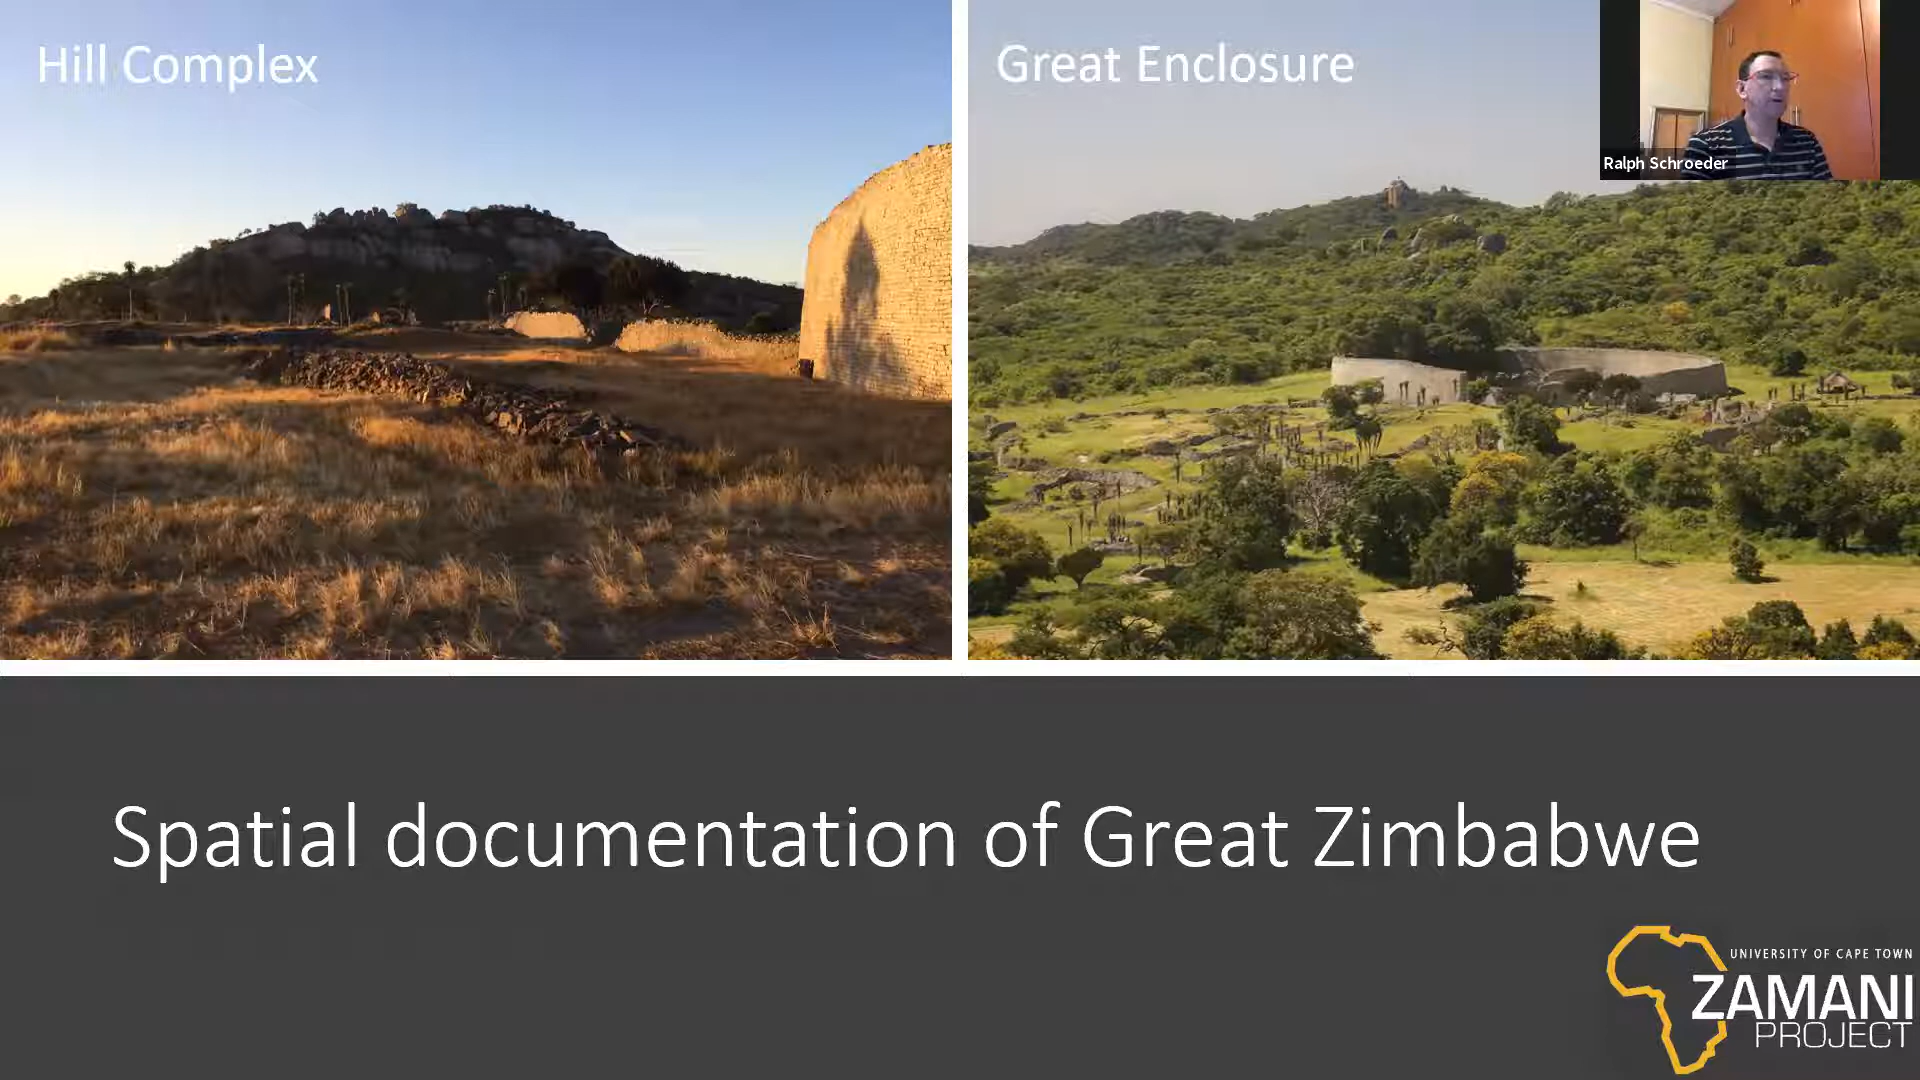 Hill Complex
Great Enclosure
Ralph Schroeder
Spatial documentation of Great Zimbabwe
UNIVERSITY OF CAPE TOWN
ZAMANI
PROJECT